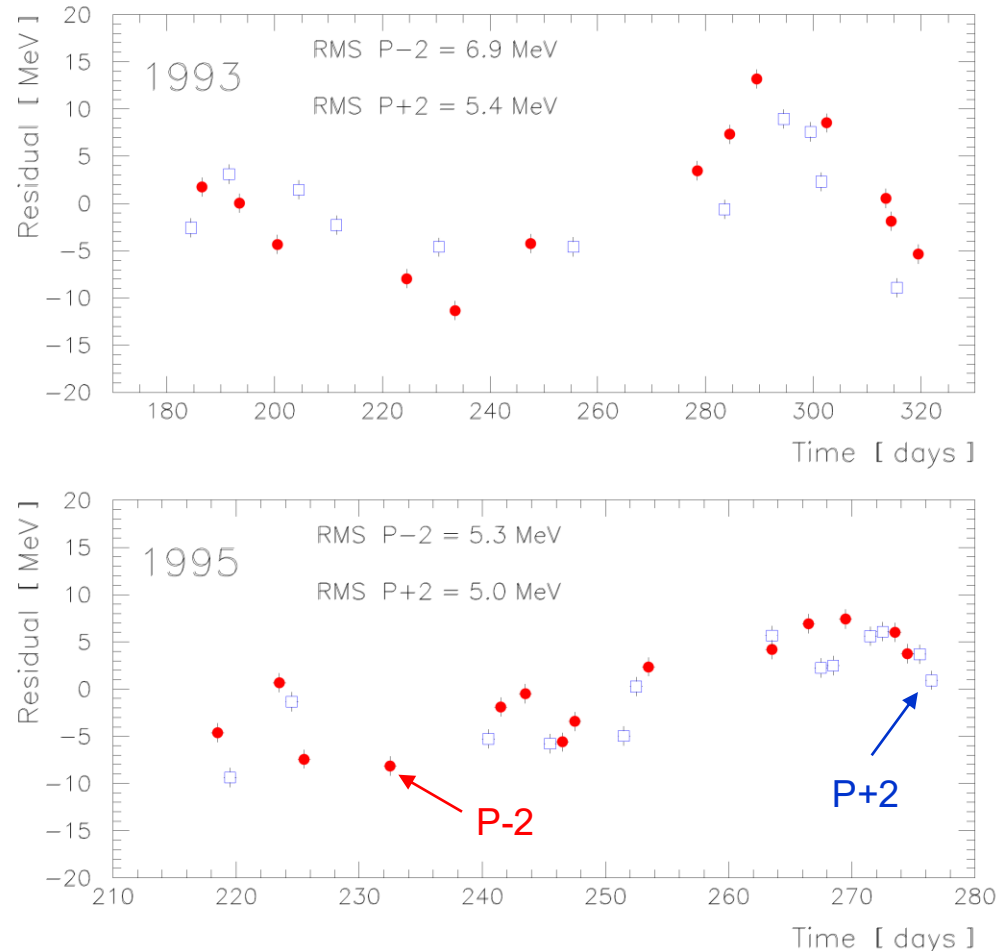 20
15
10
5
0
−5
−10
−15
−20
Residual [ MeV ]
1993
RMS P−2 = 6.9 MeV
RMS P+2 = 5.4 MeV
180 200 220 240 260 280 300 320
Time [ days ]
20
15
10
5
0
−5
−10
−15
−20
Residual [ MeV ]
1995
RMS P−2 = 5.3 MeV
RMS P+2 = 5.0 MeV
P-2
P+2
210 220 230 240 250 260 270 280
Time [ days ]